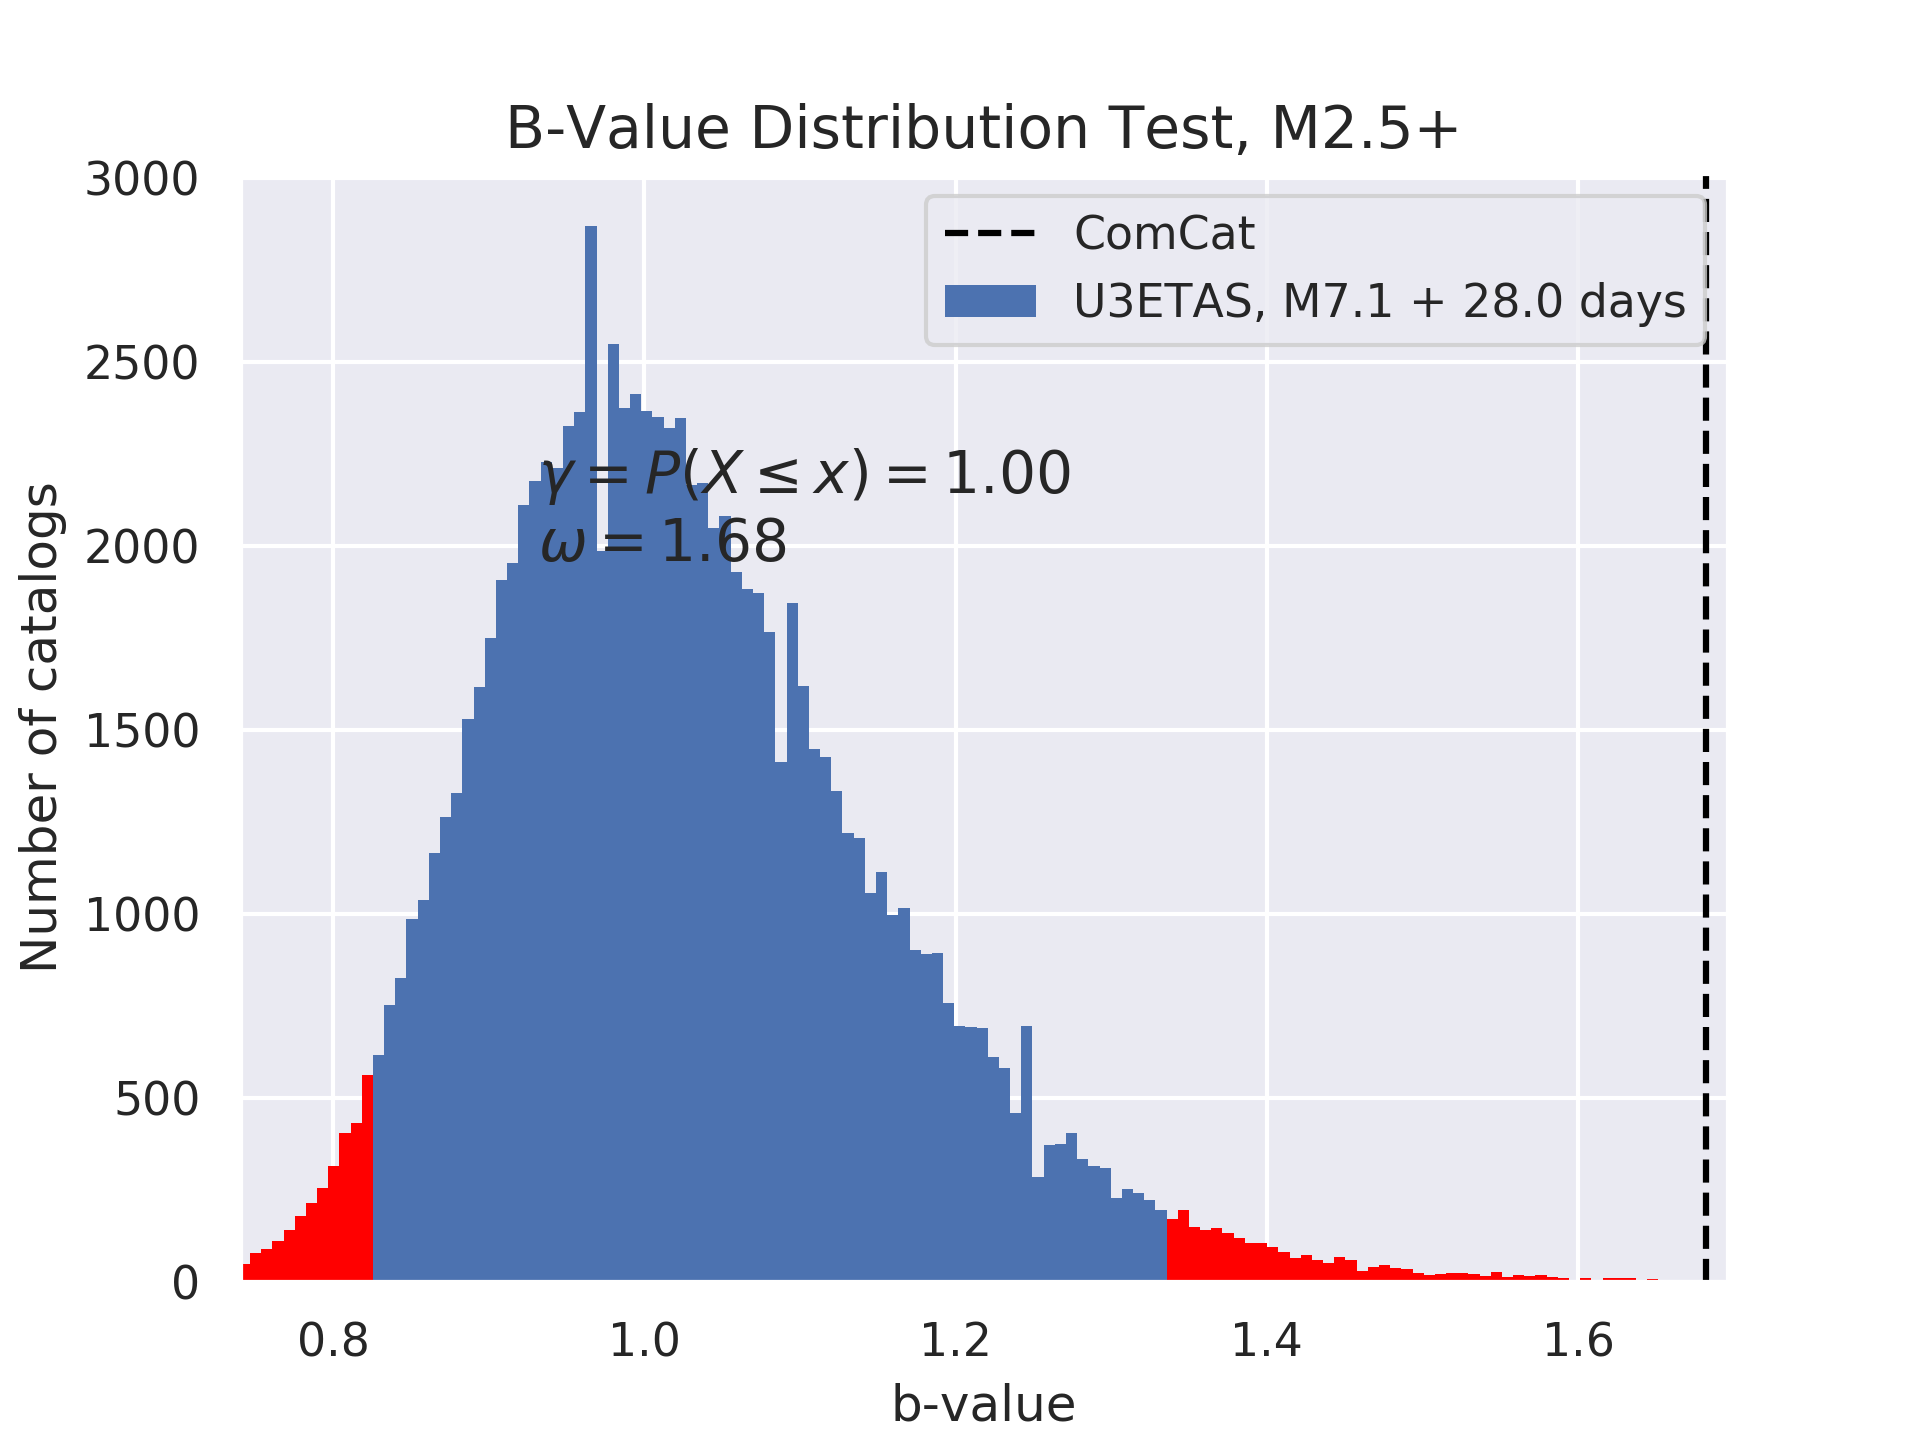 B-Value Distribution Test, M2.5+
3000
2500
2000
1500
1000
500
0
Number of catalogs
ComCat
U3ETAS, M7.1 + 28.0 days
γ = P(X ≤ x) = 1.00
ω = 1.68
0.8 1.0 1.2 1.4 1.6
b-value